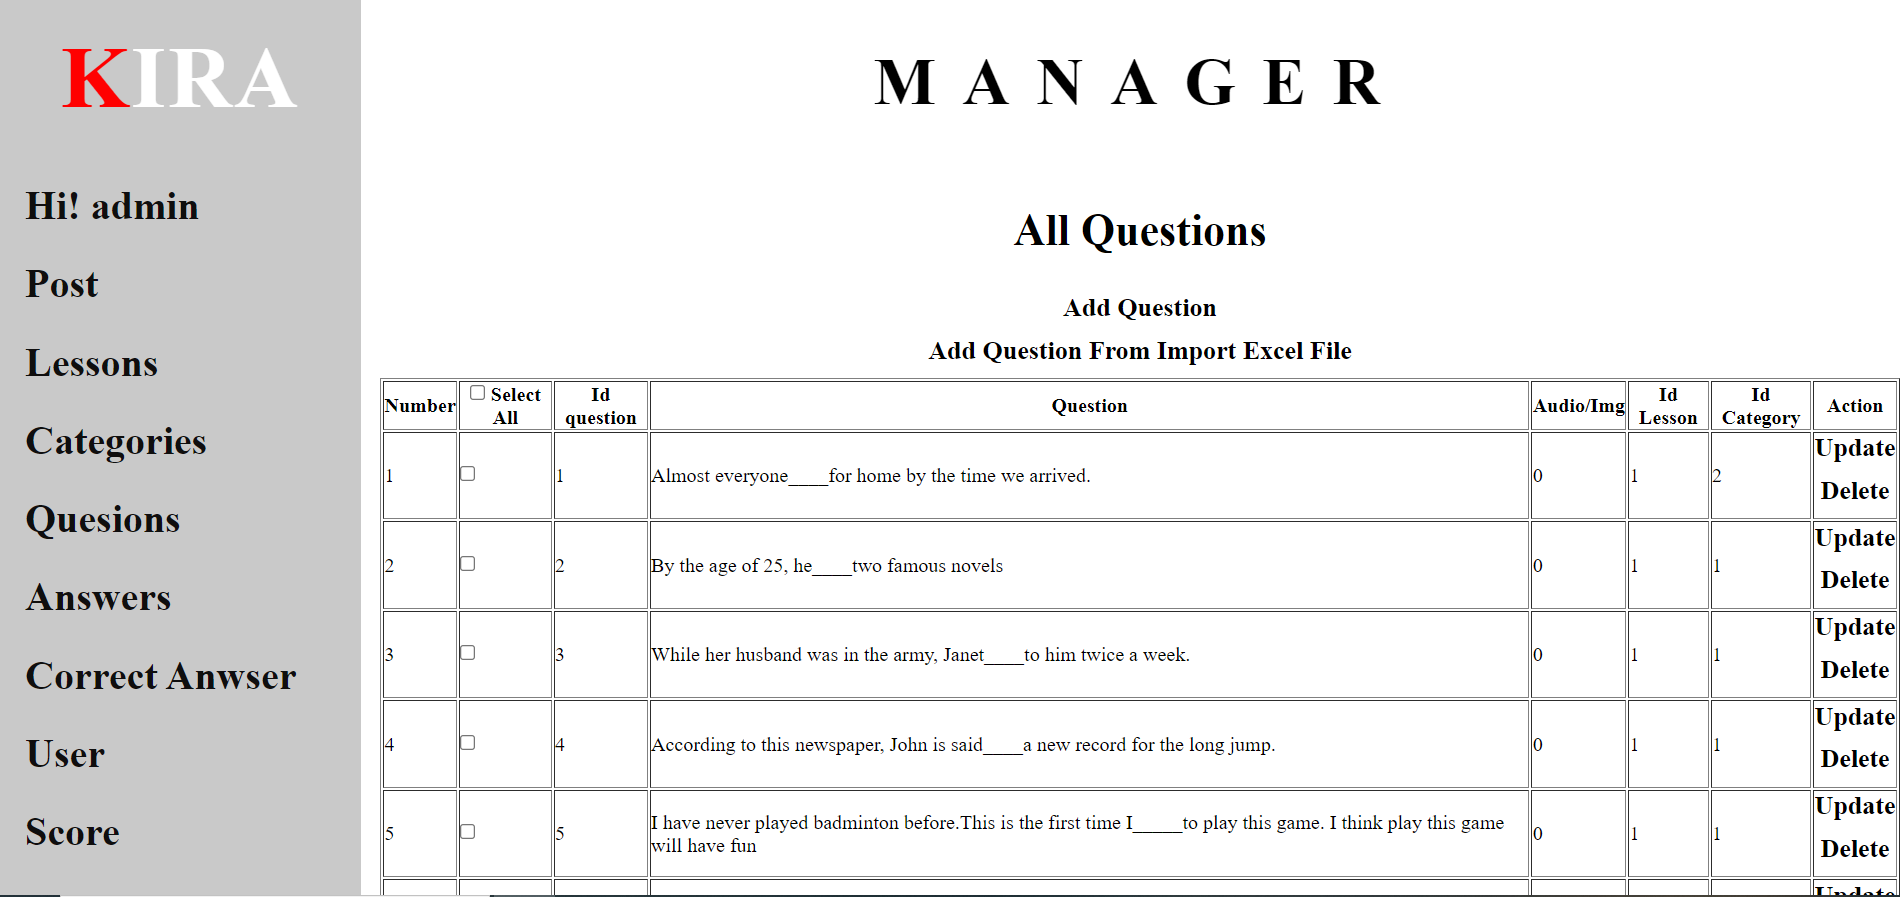 KIRA
Hi! admin
Post
Lessons
Categories
Quesions
Answers
Correct Anwser
User
Score
M A N A G E R
All Questions
Add Question
Add Question From Import Excel File
Number Select All Id question Question Audio/Img Id Lesson Id Category Action
1 1 Almost everyone____for home by the time we arrived. 0 1 2 Update Delete
2 2 By the age of 25, he____two famous novels 0 1 1 Update Delete
3 3 While her husband was in the army, Janet____to him twice a week. 0 1 1 Update Delete
4 4 According to this newspaper, John is said____a new record for the long jump. 0 1 1 Update Delete
5 5 I have never played badminton before.This is the first time I_____to play this game. I think play this game will have fun 0 1 1 Update Delete
Update